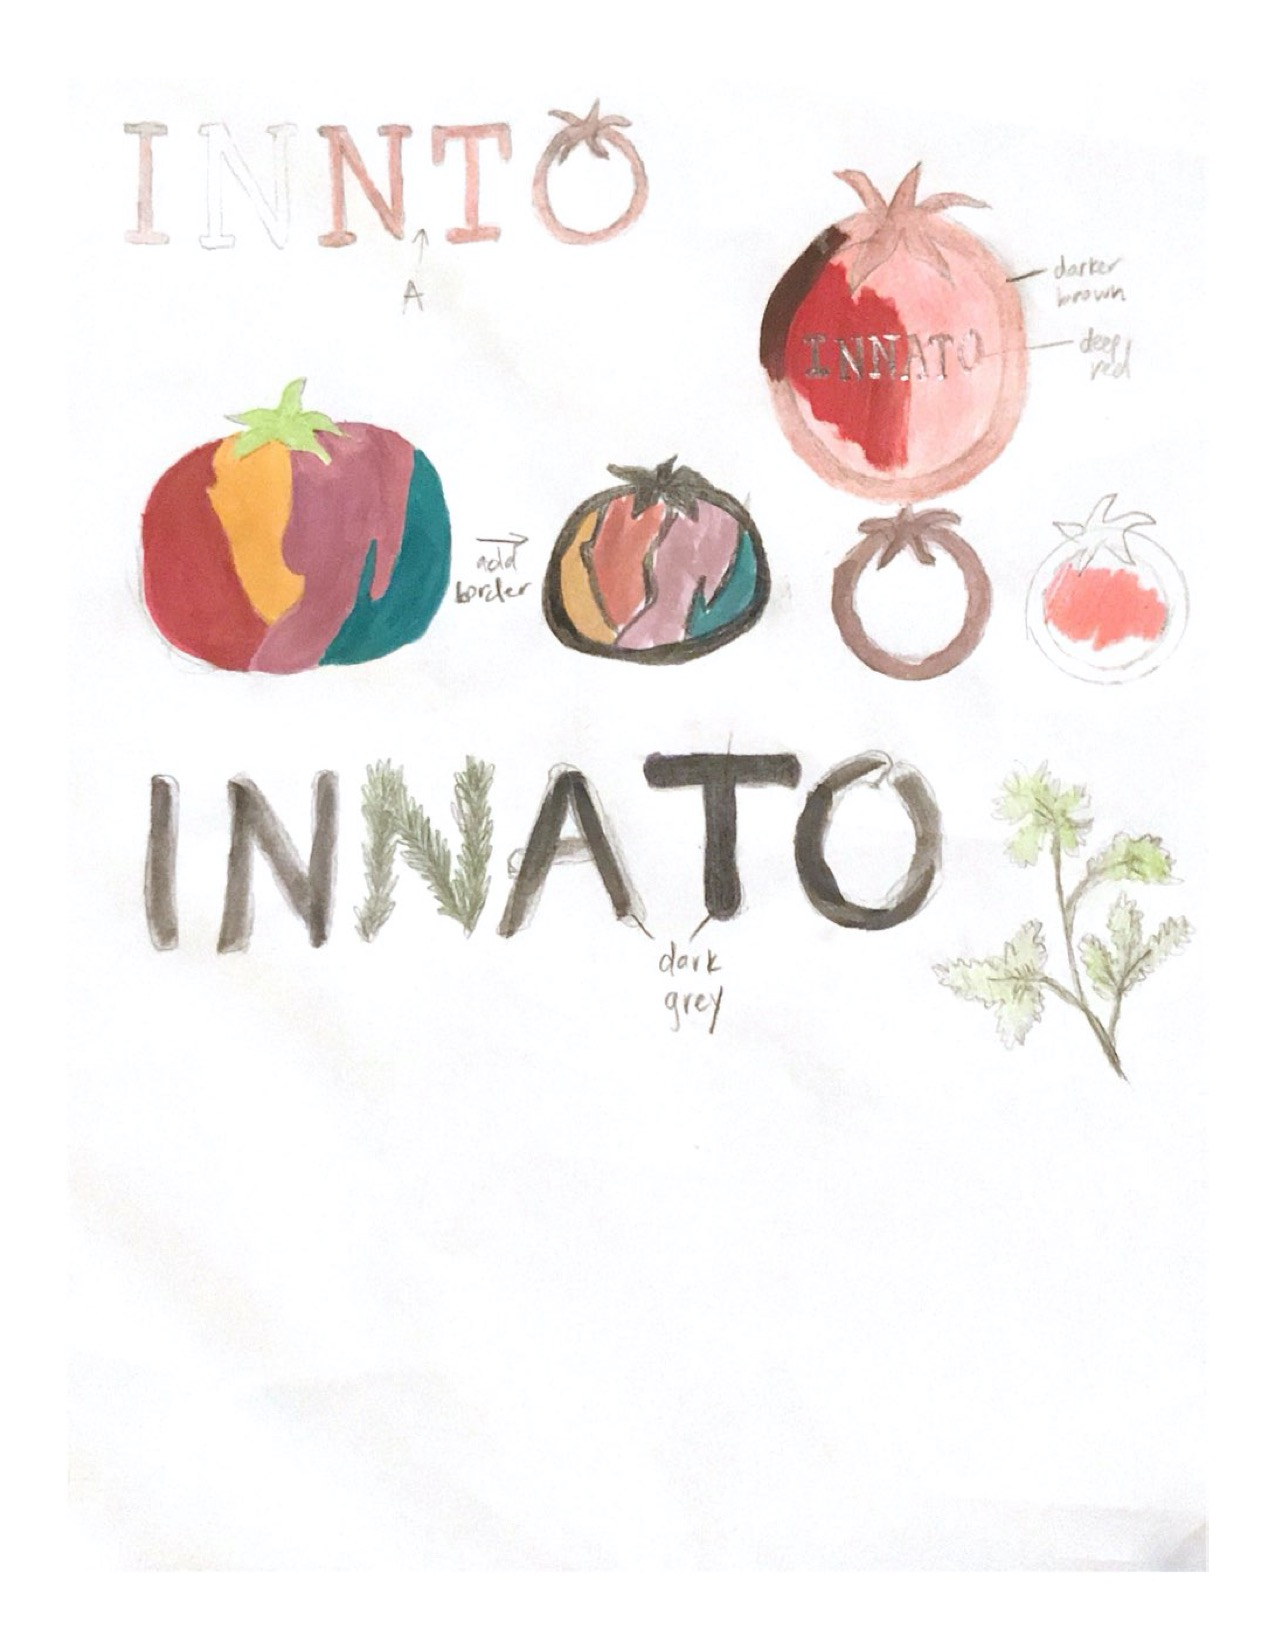 INNTO
A
darker
brown
INNATO
deep
red
add
border
INNATO
dark
grey